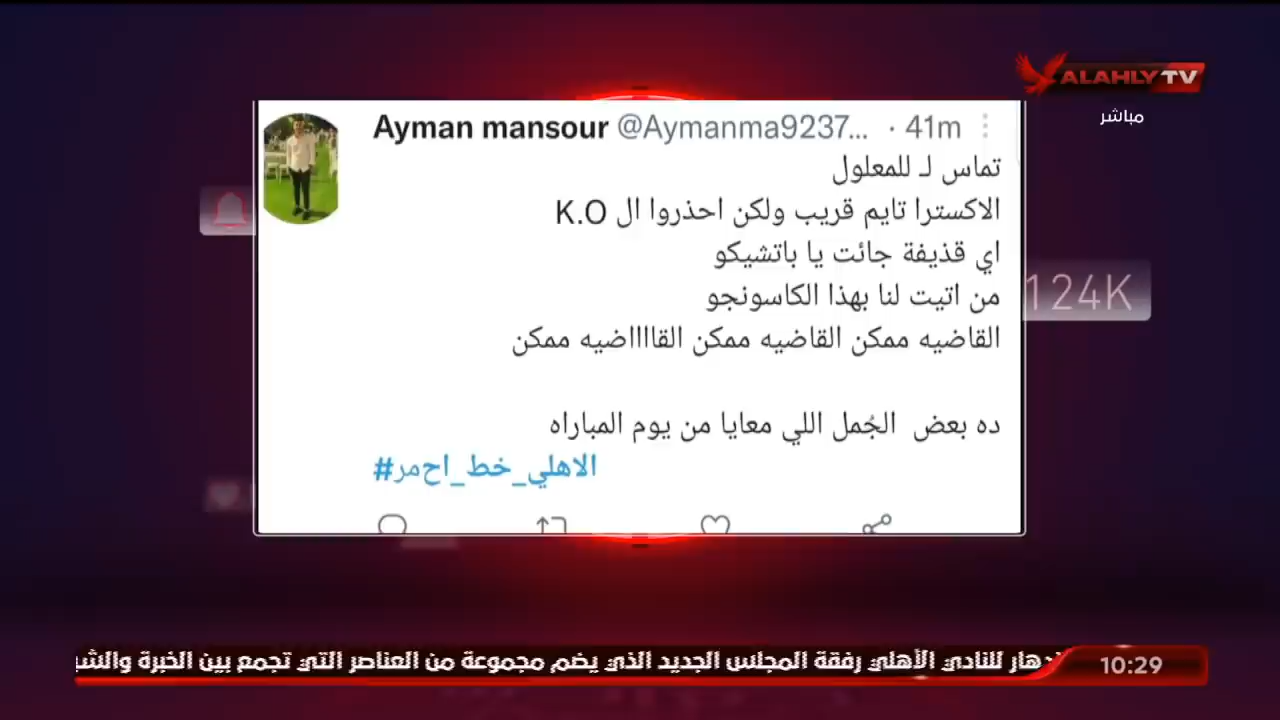 ALAHLY TV
مباشر
Ayman mansour @Aymanma9237... · 41m
تماس لـ للمعلول
الاكسترا تايم قريب ولكن احذروا ال K.O
اي قذيفة جائت يا باتشيكو
من اتيت لنا بهذا الكاسونجو
124K
القاضيه ممكن القاضيه ممكن القااااضيه ممكن
ده بعض الجُمل اللي معايا من يوم المباراه
#الاهلي_خط_احمر
للنادي الأهلي رفقة المجلس الجديد الذي يضم مجموعة من العناصر التي تجمع بين الخبرة
10:29